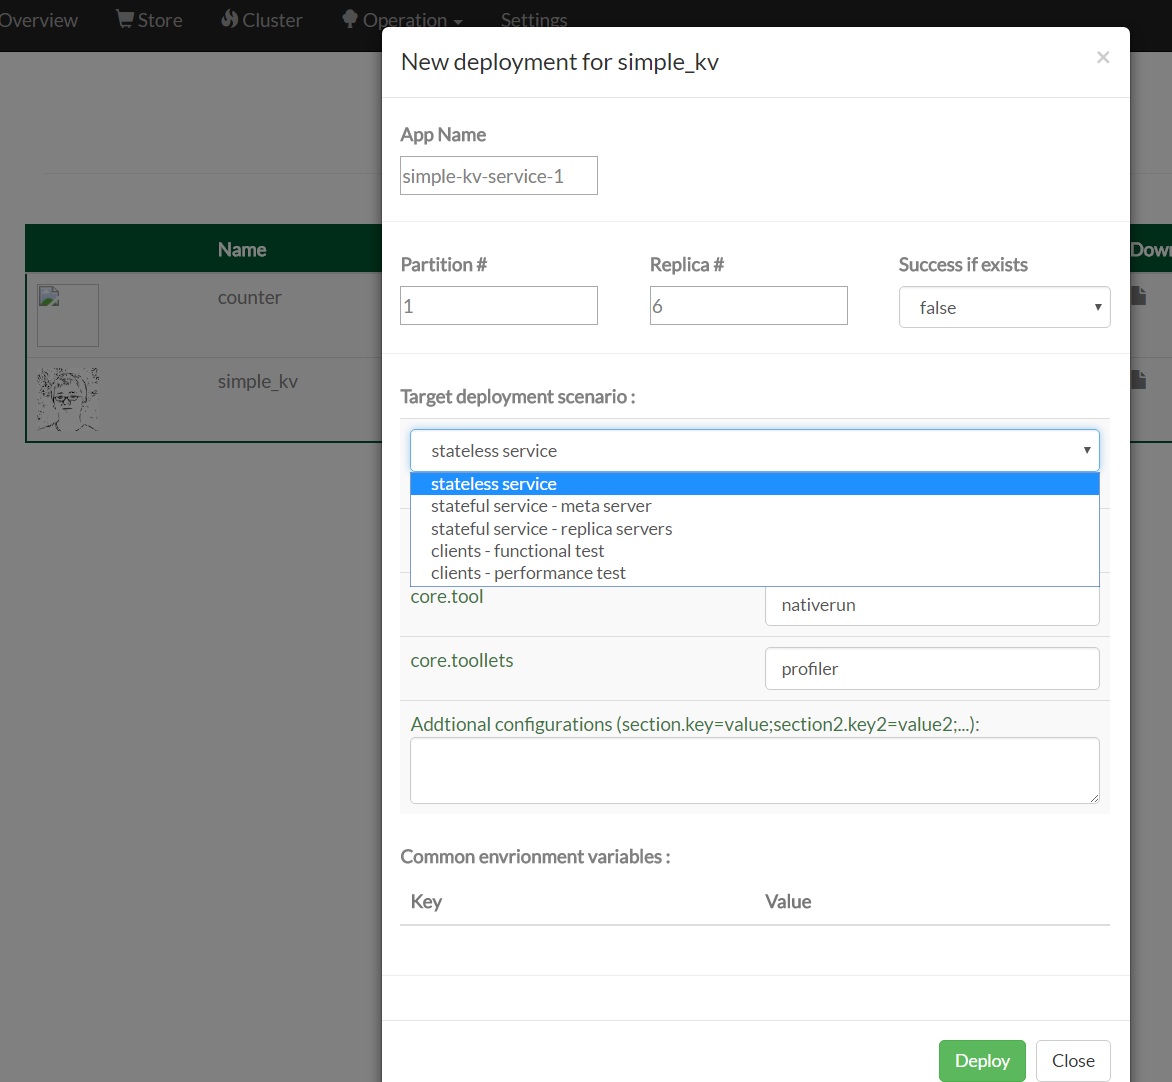 Overview Store Cluster Operation Settings
New deployment for simple_kv ×
App Name
simple-kv-service-1
Name
Partition # Replica # Success if exists
1 6 false
counter
simple_kv
Target deployment scenario :
stateless service
stateless service
stateful service - meta server
stateful service - replica servers
clients - functional test
clients - performance test
core.tool nativerun
core.toollets profiler
Addtional configurations (section.key=value;section2.key2=value2;...):
Common envrionment variables :
Key Value
Deploy Close